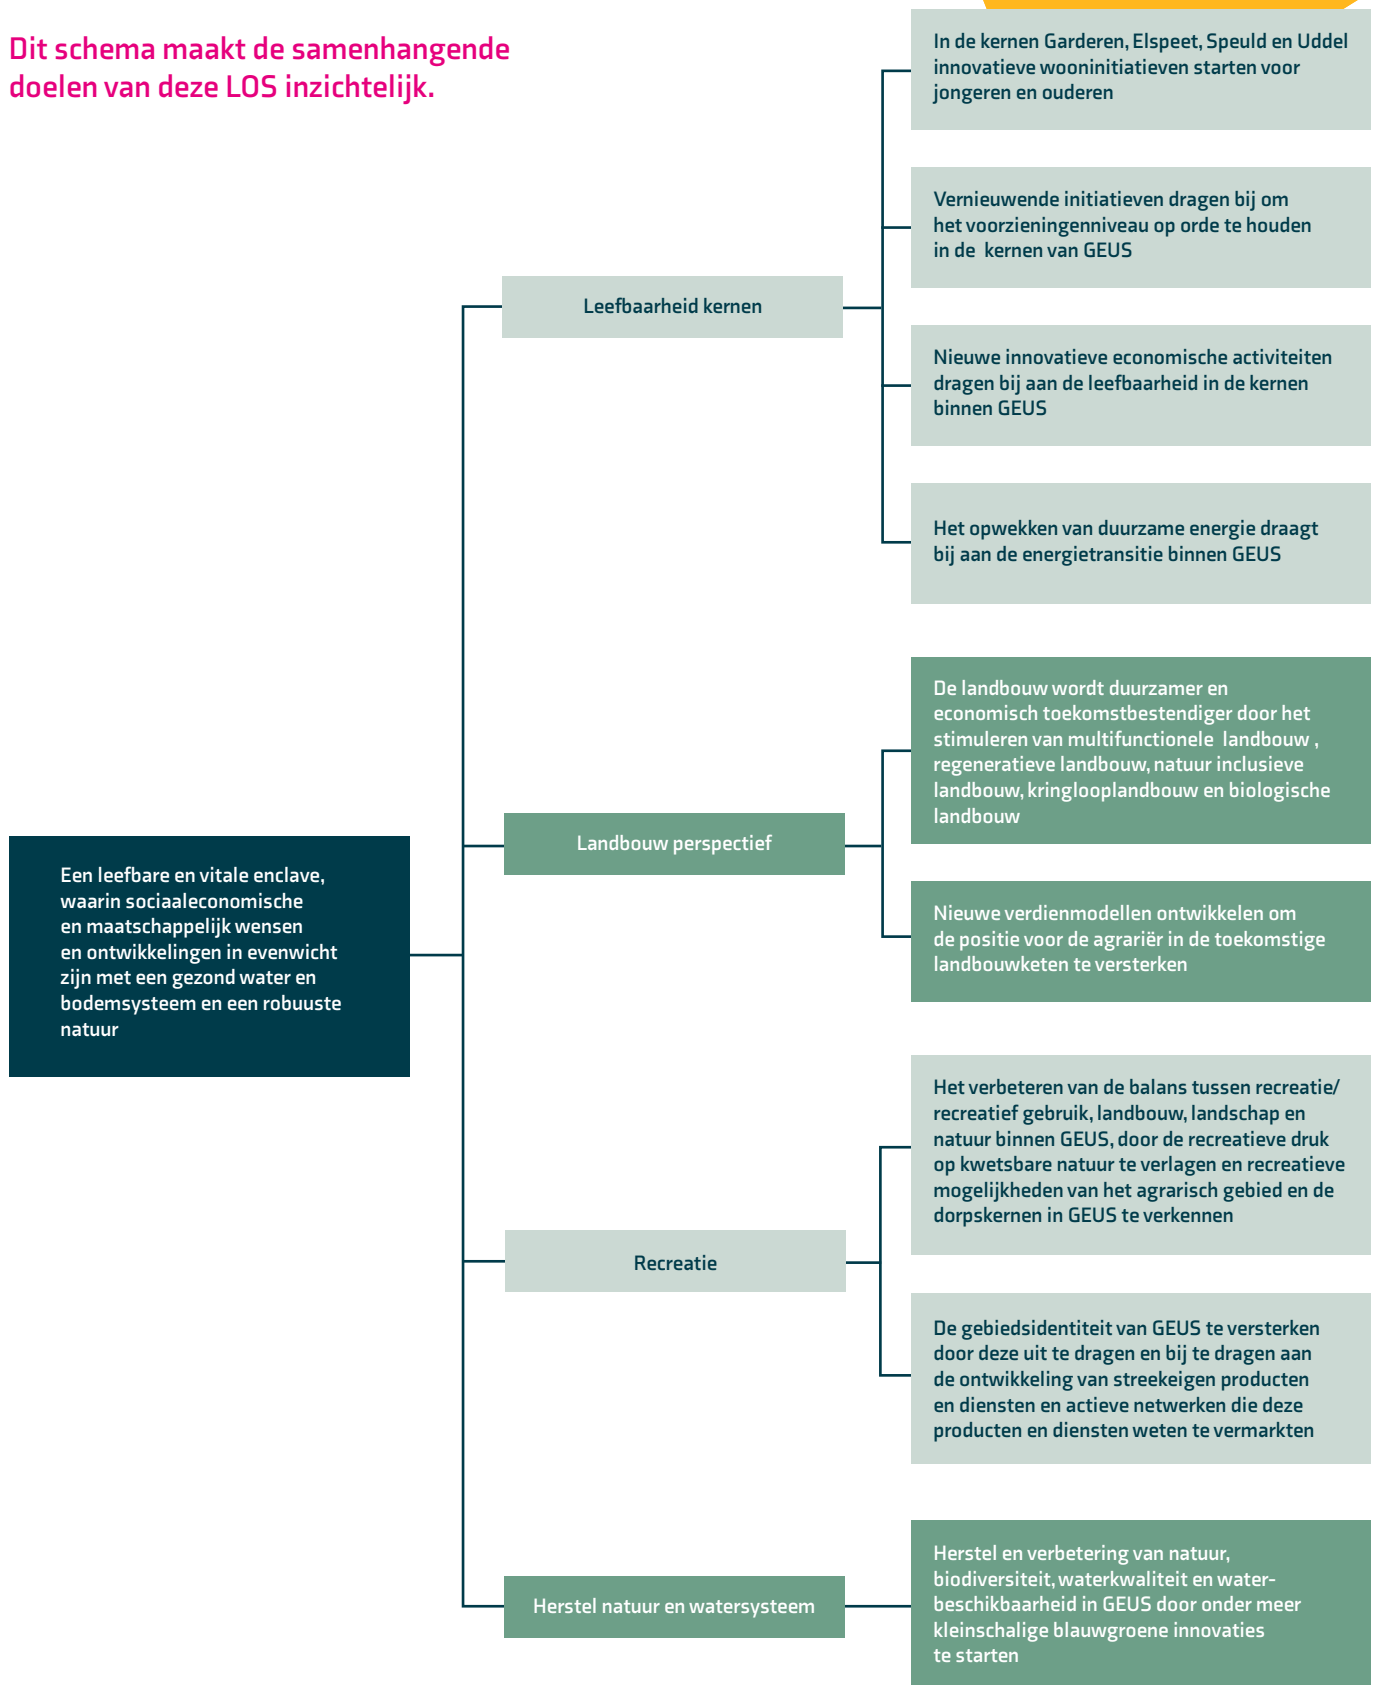 Dit schema maakt de samenhangende
doelen van deze LOS inzichtelijk.
Een leefbare en vitale enclave,
waarin sociaaleconomische
en maatschappelijk wensen
en ontwikkelingen in evenwicht
zijn met een gezond water en
bodemsysteem en een robuuste
natuur
Leefbaarheid kernen
In de kernen Garderen, Elspeet, Speuld en Uddel
innovatieve wooninitiatieven starten voor
jongeren en ouderen
Vernieuwende initiatieven dragen bij om
het voorzieningenniveau op orde te houden
in de kernen van GEUS
Nieuwe innovatieve economische activiteiten
dragen bij aan de leefbaarheid in de kernen
binnen GEUS
Het opwekken van duurzame energie draagt
bij aan de energietransitie binnen GEUS
Landbouw perspectief
De landbouw wordt duurzamer en
economisch toekomstbestendiger door het
stimuleren van multifunctionele landbouw ,
regeneratieve landbouw, natuur inclusieve
landbouw, kringlooplandbouw en biologische
landbouw
Nieuwe verdienmodellen ontwikkelen om
de positie voor de agrariër in de toekomstige
landbouwketen te versterken
Recreatie
Het verbeteren van de balans tussen recreatie/
recreatief gebruik, landbouw, landschap en
natuur binnen GEUS, door de recreatieve druk
op kwetsbare natuur te verlagen en recreatieve
mogelijkheden van het agrarisch gebied en de
dorpskernen in GEUS te verkennen
De gebiedsidentiteit van GEUS te versterken
door deze uit te dragen en bij te dragen aan
de ontwikkeling van streekeigen producten
en diensten en actieve netwerken die deze
producten en diensten weten te vermarkten
Herstel natuur en watersysteem
Herstel en verbetering van natuur,
biodiversiteit, waterkwaliteit en water-
beschikbaarheid in GEUS door onder meer
kleinschalige blauwgroene innovaties
te starten